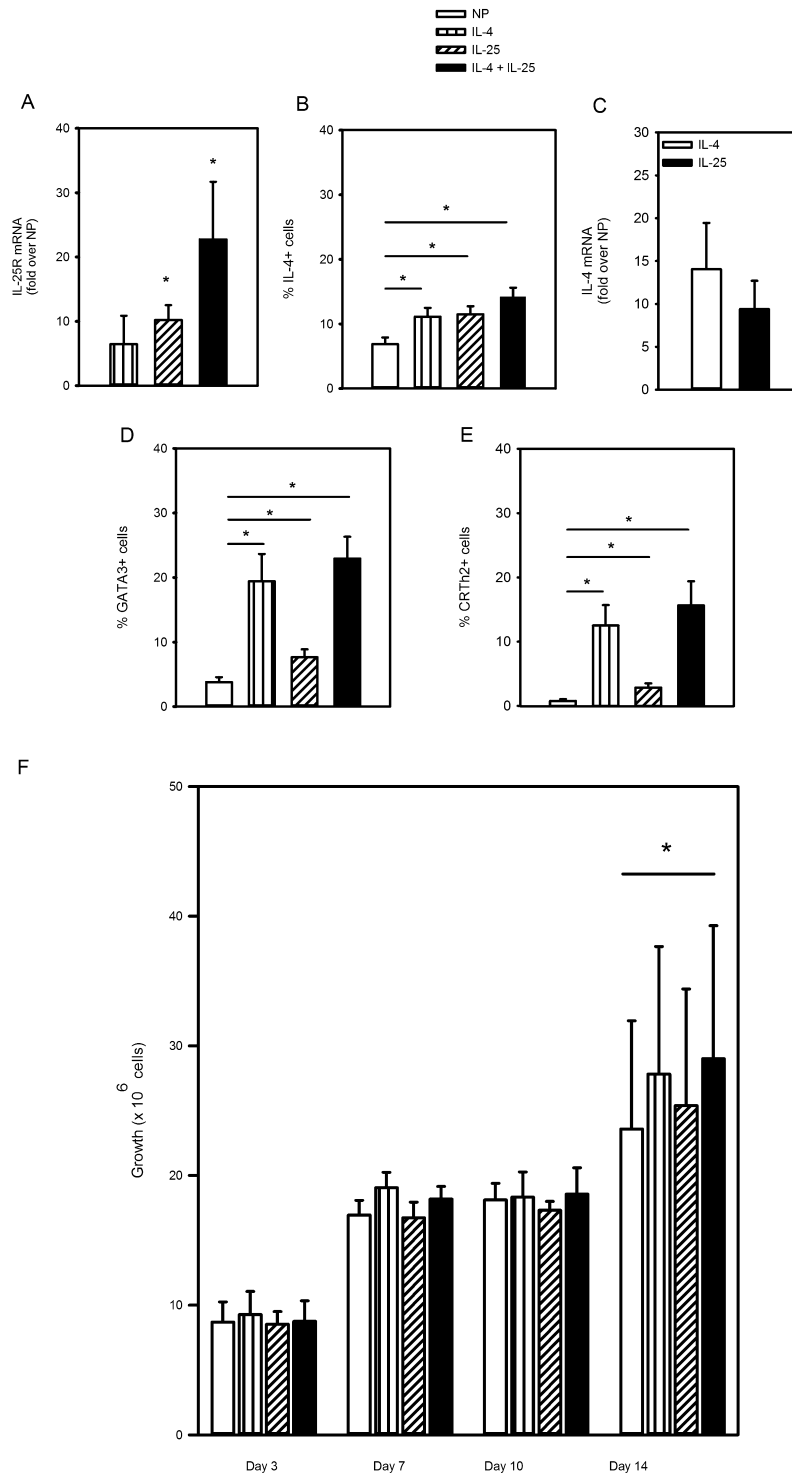 NP
IL-4
IL-25
IL-4 + IL-25
A
IL-25R mRNA
(fold over NP)
40
30
20
10
0
*
*
B
% IL-4+ cells
40
30
20
10
0
*
*
*
C
IL-4 mRNA
(fold over NP)
30
25
20
15
10
5
0
IL-4
IL-25
D
% GATA3+ cells
40
30
20
10
0
*
*
*
E
% CRTh2+ cells
40
30
20
10
0
*
*
*
F
Growth (x 10^6 cells)
50
40
30
20
10
0
*
Day 3
Day 7
Day 10
Day 14